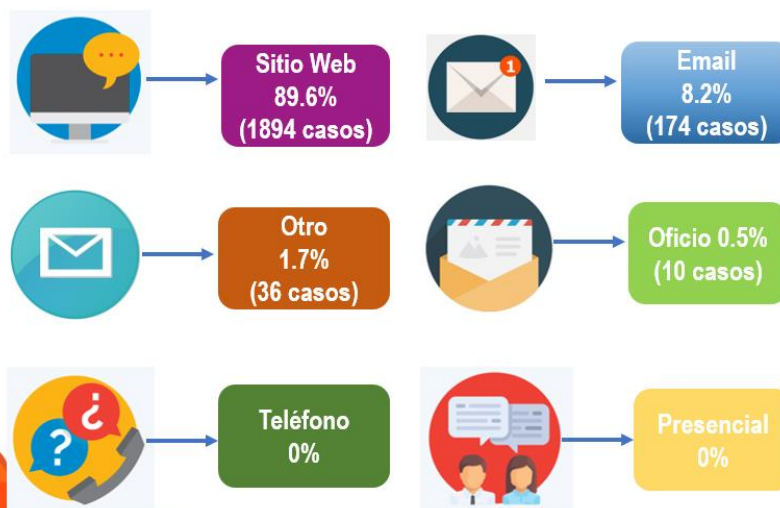 Sitio Web
89.6%
(1894 casos)
1
Email
8.2%
(174 casos)
Otro
1.7%
(36 casos)
Oficio 0.5%
(10 casos)
¿
?
Teléfono
0%
Presencial
0%